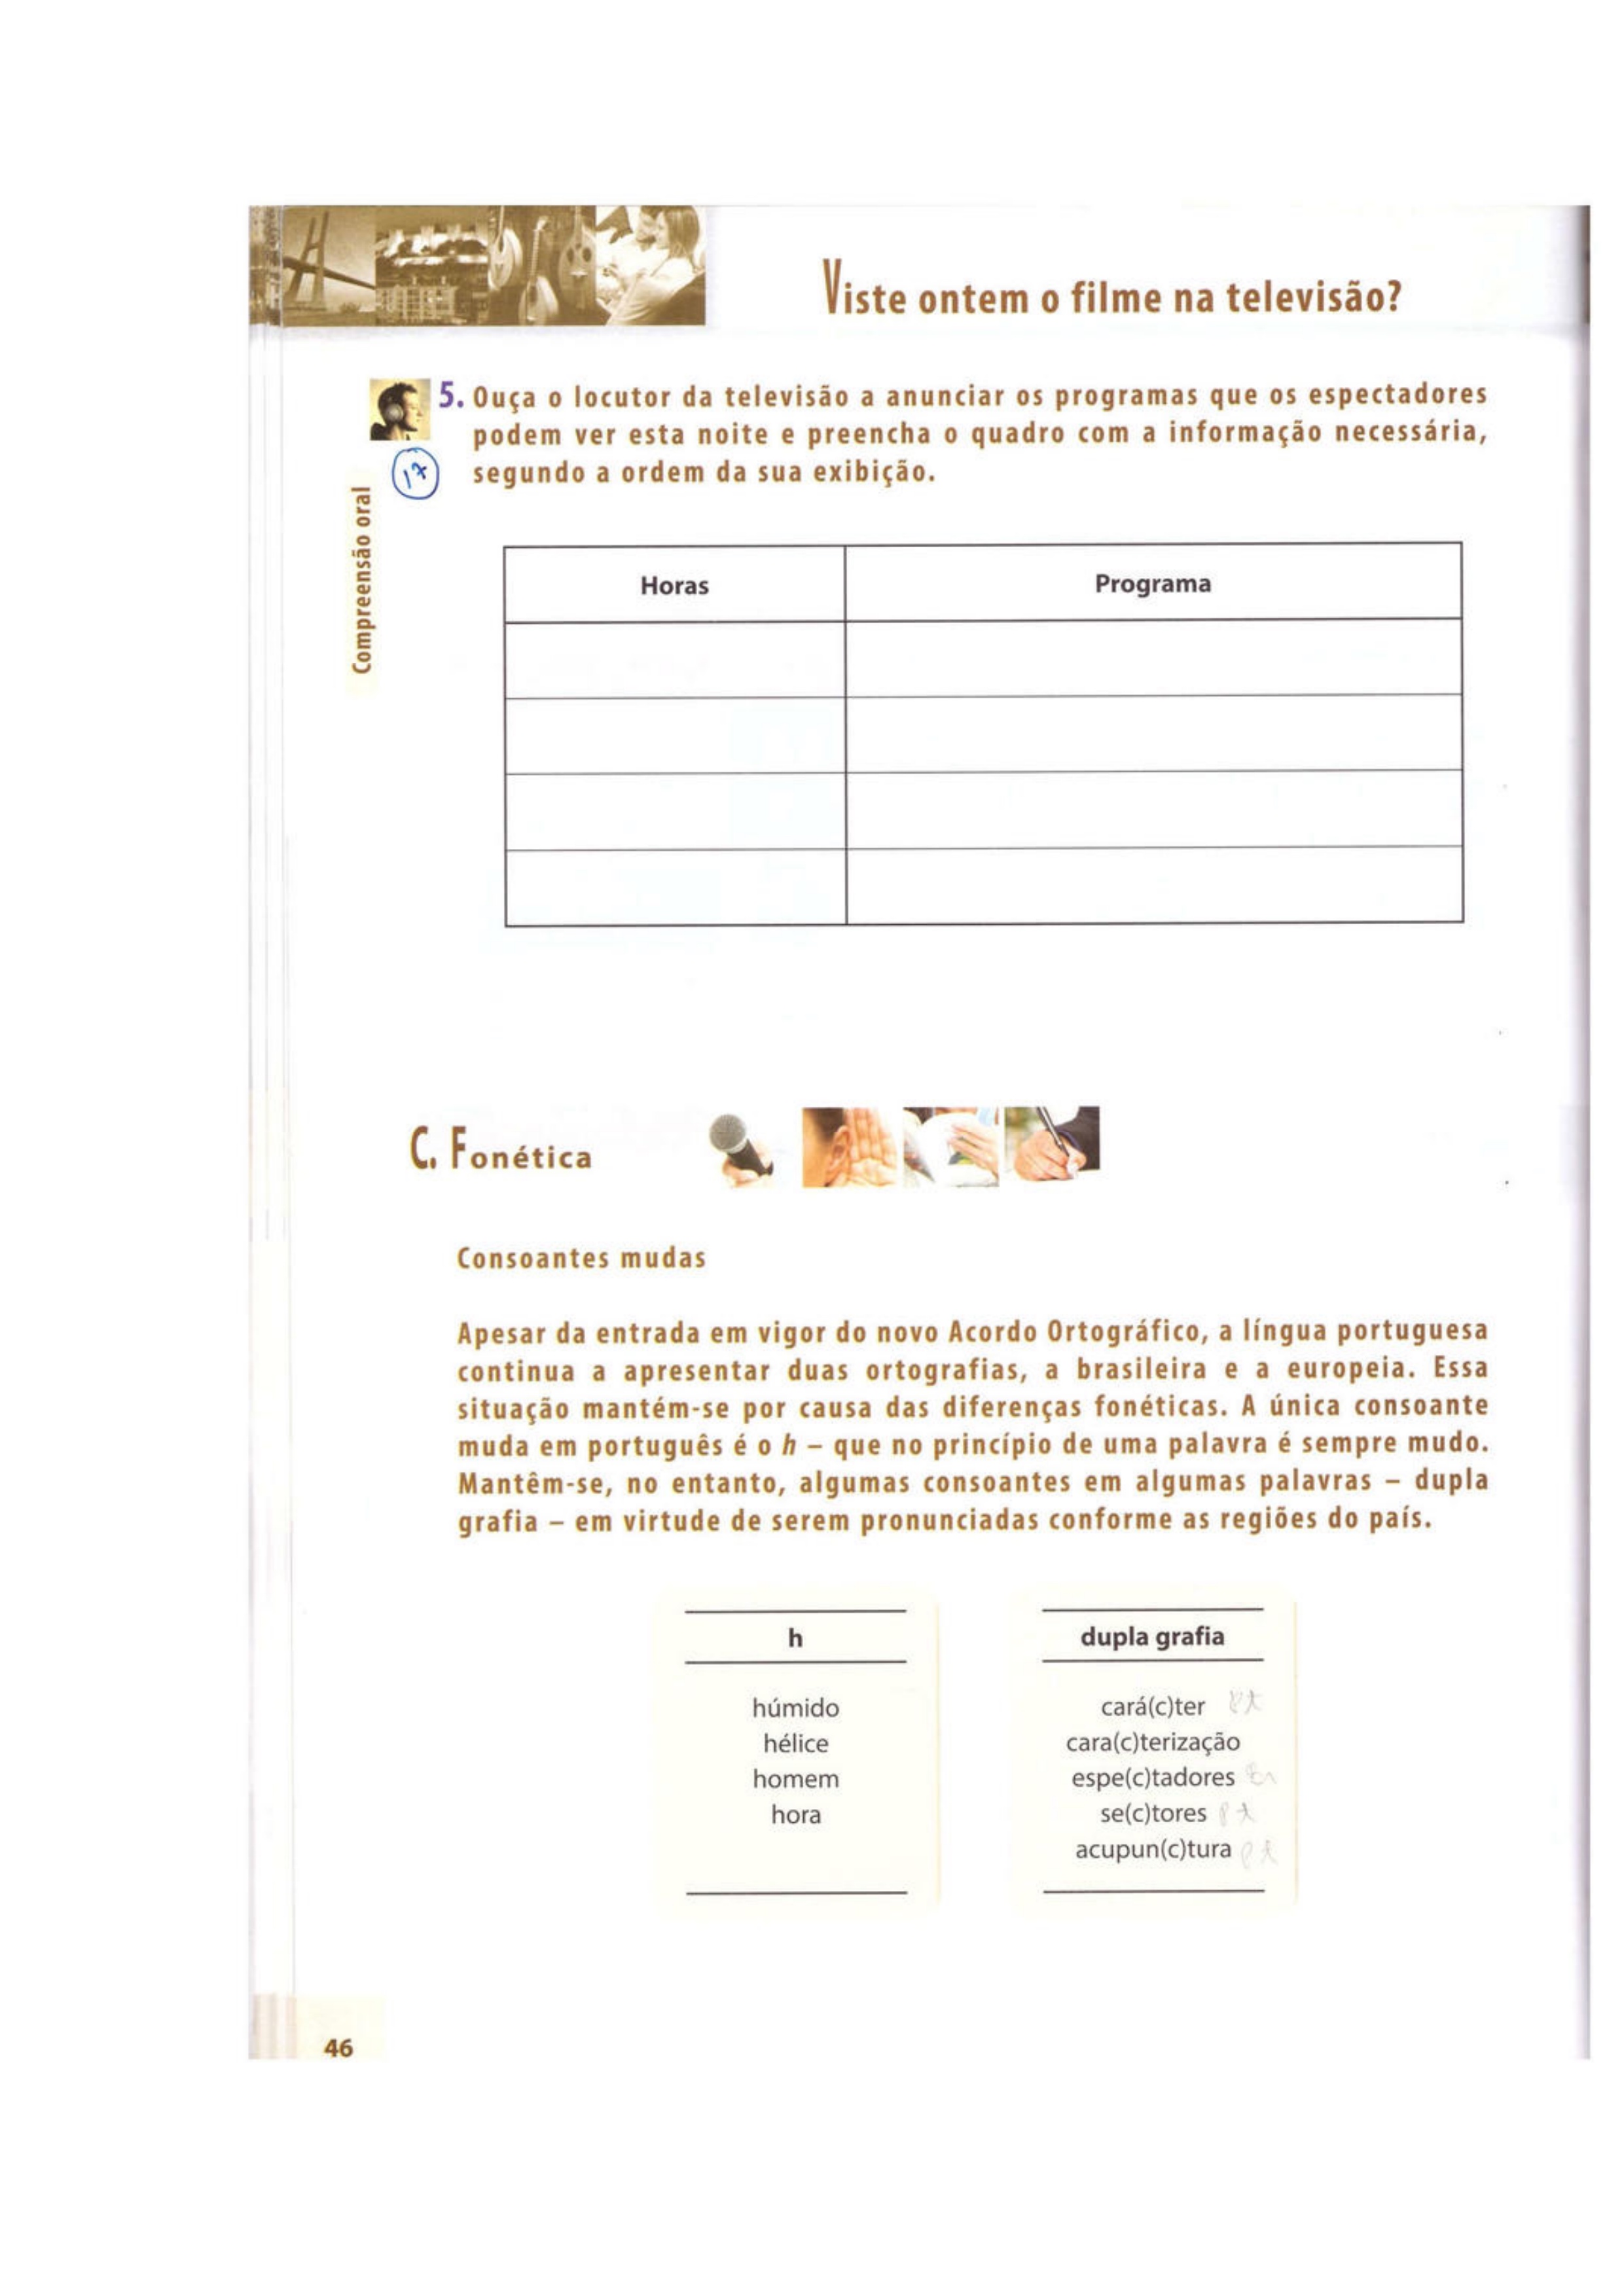 Viste ontem o filme na televisão?
5. Ouça o locutor da televisão a anunciar os programas que os espectadores
podem ver esta noite e preencha o quadro com a informação necessária,
segundo a ordem da sua exibição.
17
Compreensão oral
Horas Programa
C. Fonética
Consoantes mudas
Apesar da entrada em vigor do novo Acordo Ortográfico, a língua portuguesa
continua a apresentar duas ortografias, a brasileira e a europeia. Essa
situação mantém-se por causa das diferenças fonéticas. A única consoante
muda em português é o h – que no princípio de uma palavra é sempre mudo.
Mantêm-se, no entanto, algumas consoantes em algumas palavras – dupla
grafia – em virtude de serem pronunciadas conforme as regiões do país.
h
húmido
hélice
homem
hora
dupla grafia
cará(c)ter pt
cara(c)terização
espe(c)tadores
se(c)tores pt
acupun(c)tura pt
46